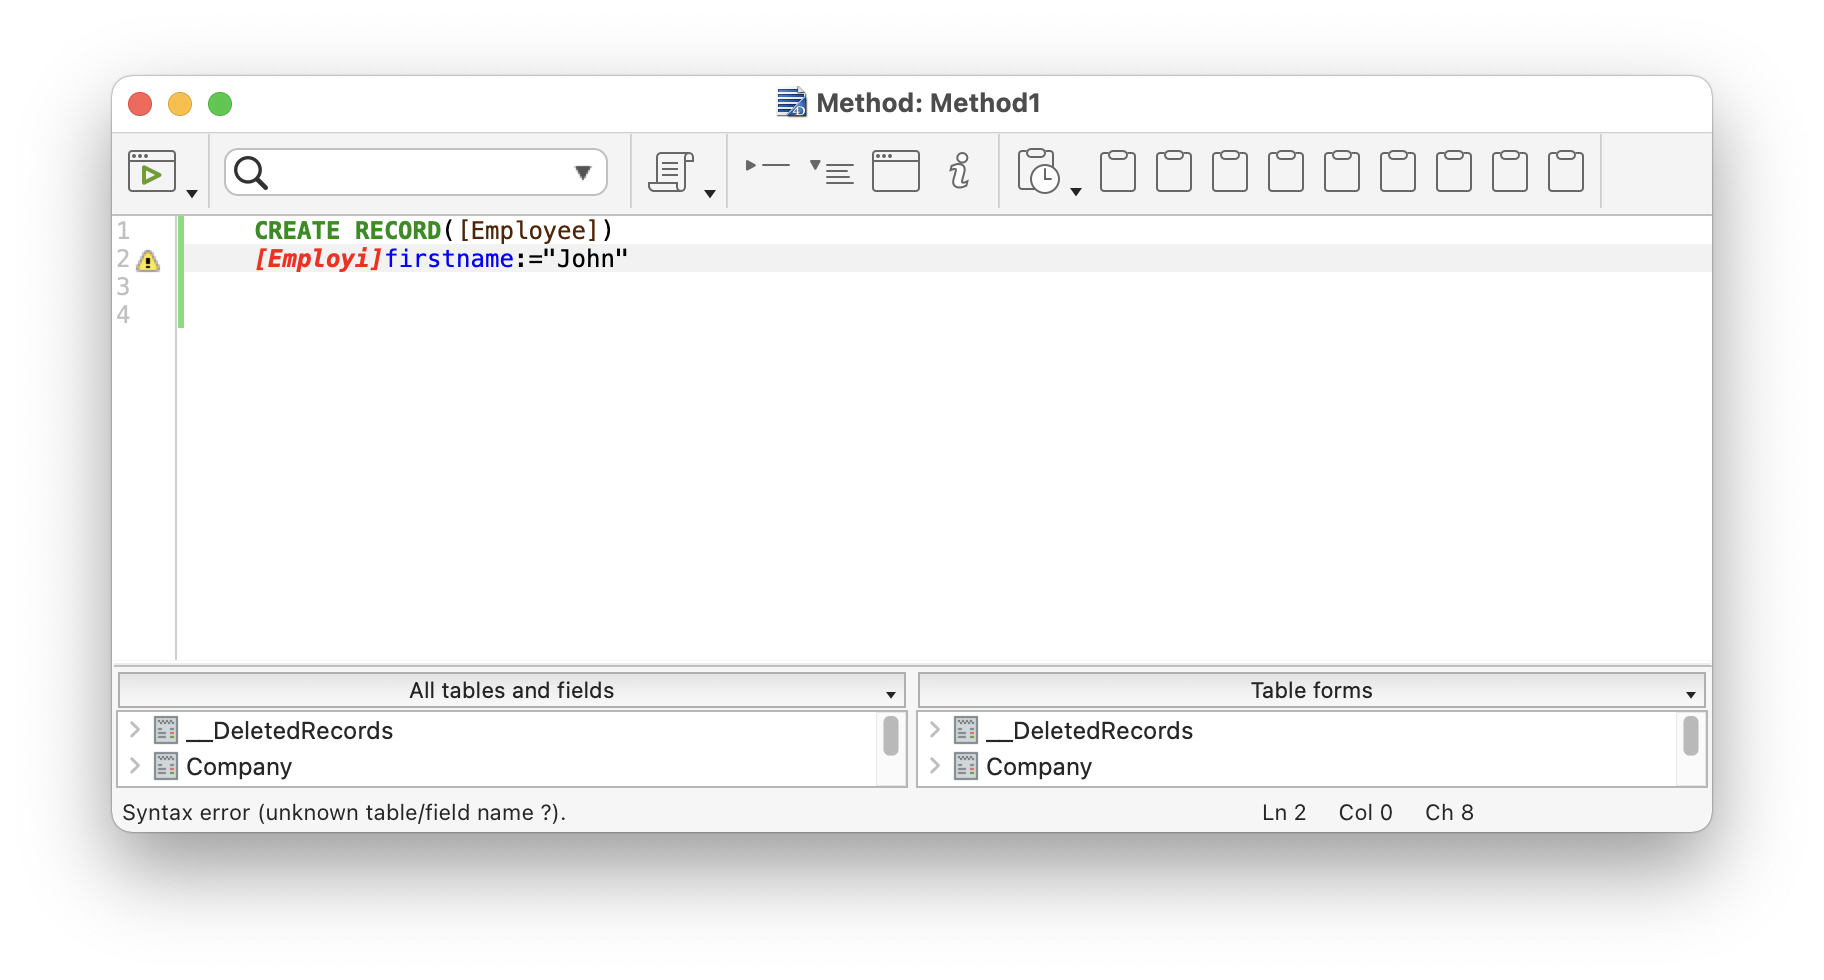 Method: Method1
1 CREATE RECORD([Employee])
2 [Employi]firstname:="John"
3
4
All tables and fields
__DeletedRecords
Company
Table forms
__DeletedRecords
Company
Syntax error (unknown table/field name ?). Ln 2 Col 0 Ch 8